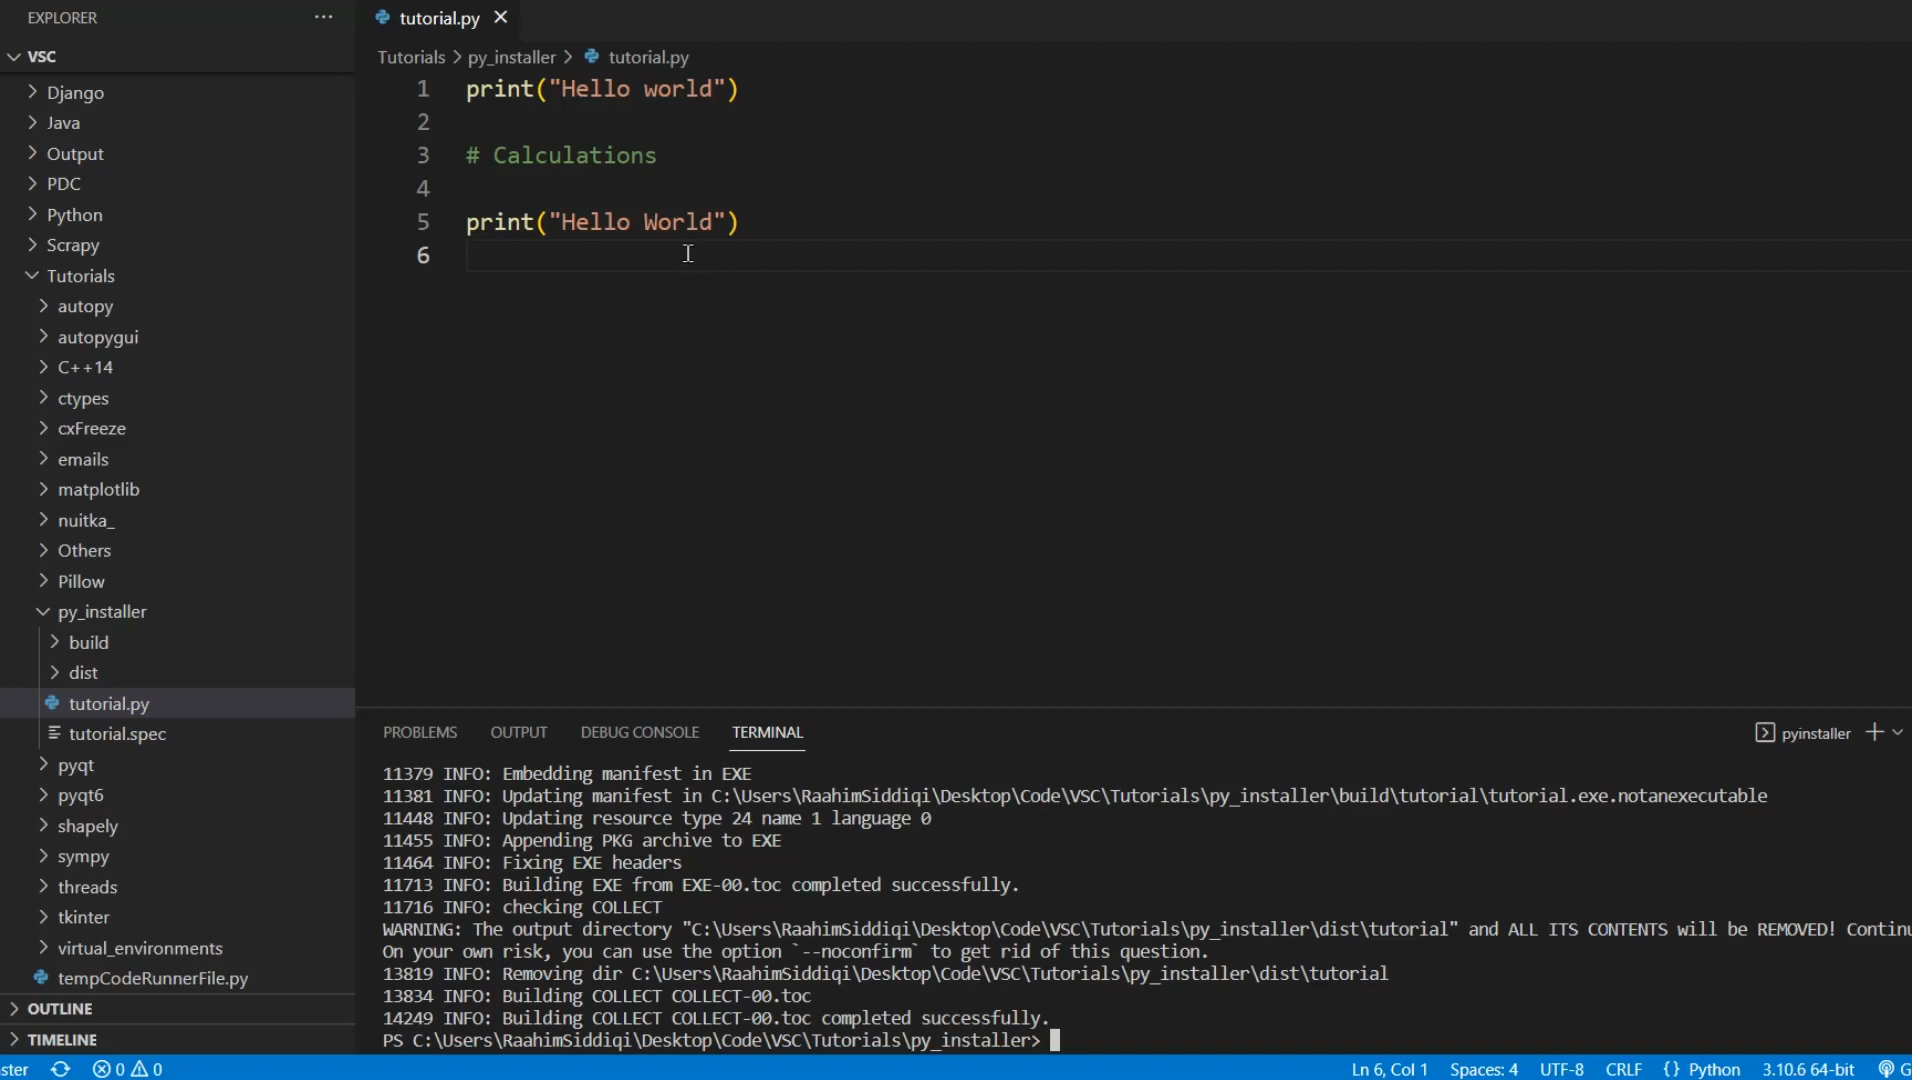 EXPLORER
VSC
Django
Java
Output
PDC
Python
Scrapy
Tutorials
autopy
autopygui
C++14
ctypes
cxFreeze
emails
matplotlib
nuitka_
Others
Pillow
py_installer
build
dist
tutorial.py
tutorial.spec
pyqt
pyqt6
shapely
sympy
threads
tkinter
virtual_environments
tempCodeRunnerFile.py
OUTLINE
TIMELINE
tutorial.py
Tutorials > py_installer > tutorial.py
1 print("Hello world")
2
3 # Calculations
4
5 print("Hello World")
6
PROBLEMS OUTPUT DEBUG CONSOLE TERMINAL pyinstaller
11379 INFO: Embedding manifest in EXE
11381 INFO: Updating manifest in C:\Users\RaahimSiddiqi\Desktop\Code\VSC\Tutorials\py_installer\build\tutorial\tutorial.exe.notanexecutable
11448 INFO: Updating resource type 24 name 1 language 0
11455 INFO: Appending PKG archive to EXE
11464 INFO: Fixing EXE headers
11713 INFO: Building EXE from EXE-00.toc completed successfully.
11716 INFO: checking COLLECT
WARNING: The output directory "C:\Users\RaahimSiddiqi\Desktop\Code\VSC\Tutorials\py_installer\dist\tutorial" and ALL ITS CONTENTS will be REMOVED! Continu
On your own risk, you can use the option `--noconfirm` to get rid of this question.
13819 INFO: Removing dir C:\Users\RaahimSiddiqi\Desktop\Code\VSC\Tutorials\py_installer\dist\tutorial
13834 INFO: Building COLLECT COLLECT-00.toc
14249 INFO: Building COLLECT COLLECT-00.toc completed successfully.
PS C:\Users\RaahimSiddiqi\Desktop\Code\VSC\Tutorials\py_installer>
ster 0 0 Ln 6, Col 1 Spaces: 4 UTF-8 CRLF {} Python 3.10.6 64-bit G